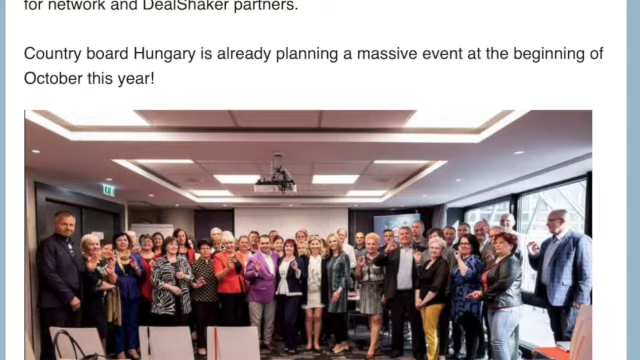 for network and DealShaker partners.
Country board Hungary is already planning a massive event at the beginning of
October this year!